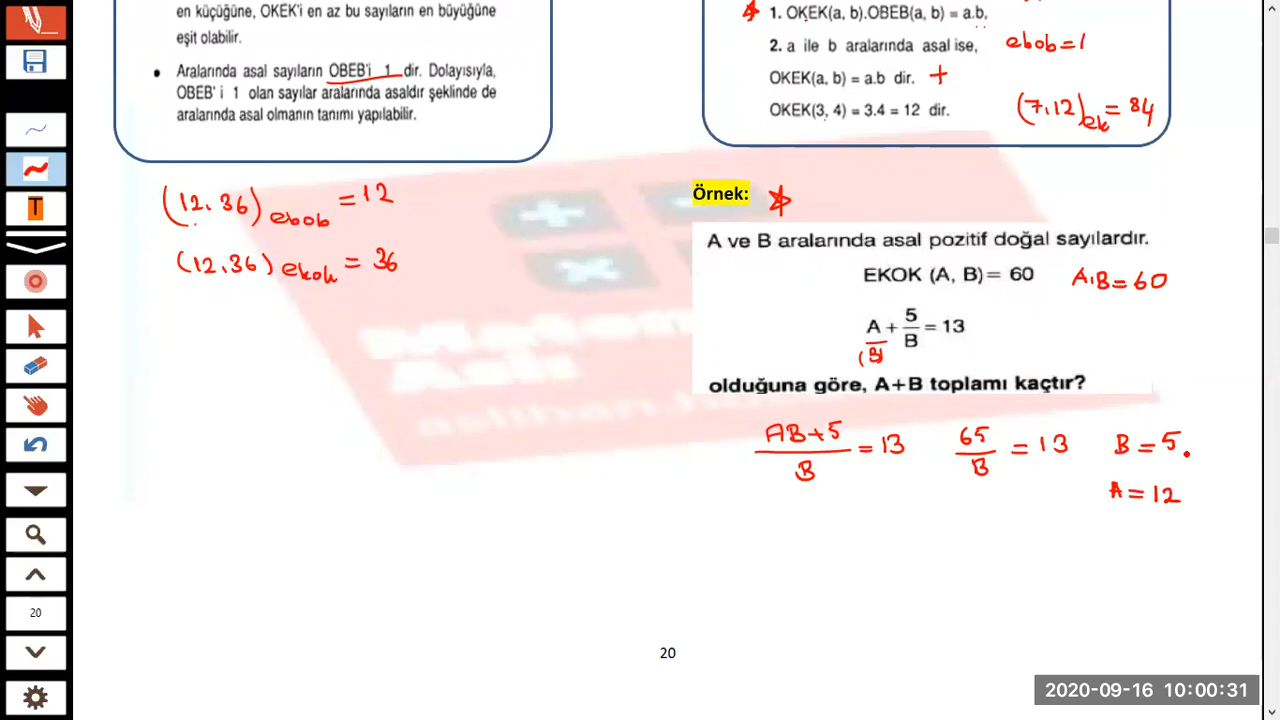 en küçüğüne, OKEK'i en az bu sayıların en büyüğüne
eşit olabilir.
• Aralarında asal sayıların OBEB'i 1 dir. Dolayısıyla,
OBEB' i 1 olan sayılar aralarında asaldır şeklinde de
aralarında asal olmanın tanımı yapılabilir.
(12,36)ebob = 12
(12,36)ekok = 36
1. OKEK(a, b).OBEB(a, b) = a.b,
2. a ile b aralarında asal ise,
ebob = 1
OKEK(a, b) = a.b dir. +
OKEK(3, 4) = 3.4 = 12 dir.
(7,12)ek = 84
Örnek:
A ve B aralarında asal pozitif doğal sayılardır.
EKOK (A, B) = 60
A.B = 60
A + 5/B = 13
(B)
olduğuna göre, A+B toplamı kaçtır?
AB+5/B = 13 65/B = 13 B = 5.
A = 12
20
T
20
2020-09-16 10:00:31